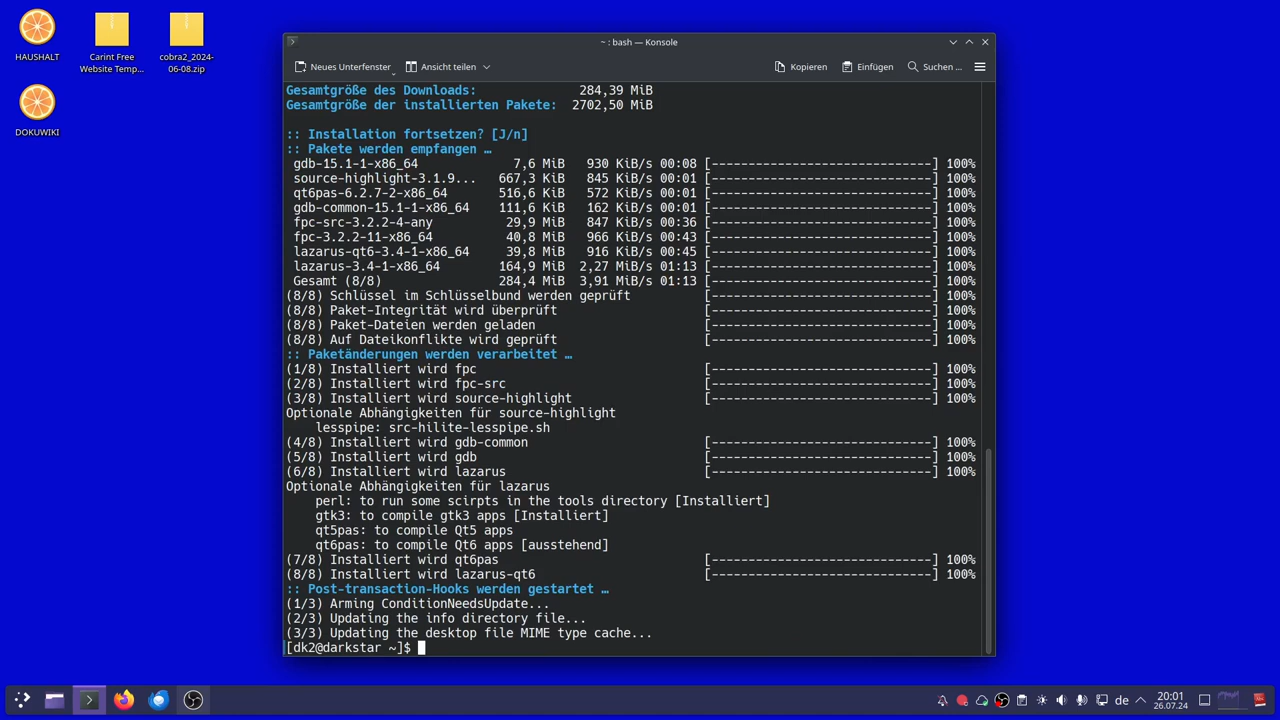 HAUSHALT
Carint Free
Website Temp...
cobra2_2024-
06-08.zip
DOKUWIKI
~ : bash — Konsole
Neues Unterfenster
Ansicht teilen
Kopieren
Einfügen
Suchen ...
Gesamtgröße des Downloads: 284,39 MiB
Gesamtgröße der installierten Pakete: 2702,50 MiB
:: Installation fortsetzen? [J/n]
:: Pakete werden empfangen …
gdb-15.1-1-x86_64 7,6 MiB 930 KiB/s 00:08 [------------------------------] 100%
source-highlight-3.1.9... 667,3 KiB 845 KiB/s 00:01 [------------------------------] 100%
qt6pas-6.2.7-2-x86_64 516,6 KiB 572 KiB/s 00:01 [------------------------------] 100%
gdb-common-15.1-1-x86_64 111,6 KiB 162 KiB/s 00:01 [------------------------------] 100%
fpc-src-3.2.2-4-any 29,9 MiB 847 KiB/s 00:36 [------------------------------] 100%
fpc-3.2.2-11-x86_64 40,8 MiB 966 KiB/s 00:43 [------------------------------] 100%
lazarus-qt6-3.4-1-x86_64 39,8 MiB 916 KiB/s 00:45 [------------------------------] 100%
lazarus-3.4-1-x86_64 164,9 MiB 2,27 MiB/s 01:13 [------------------------------] 100%
Gesamt (8/8) 284,4 MiB 3,91 MiB/s 01:13 [------------------------------] 100%
(8/8) Schlüssel im Schlüsselbund werden geprüft [------------------------------] 100%
(8/8) Paket-Integrität wird überprüft [------------------------------] 100%
(8/8) Paket-Dateien werden geladen [------------------------------] 100%
(8/8) Auf Dateikonflikte wird geprüft [------------------------------] 100%
:: Paketänderungen werden verarbeitet …
(1/8) Installiert wird fpc [------------------------------] 100%
(2/8) Installiert wird fpc-src [------------------------------] 100%
(3/8) Installiert wird source-highlight [------------------------------] 100%
Optionale Abhängigkeiten für source-highlight
lesspipe: src-hilite-lesspipe.sh
(4/8) Installiert wird gdb-common [------------------------------] 100%
(5/8) Installiert wird gdb [------------------------------] 100%
(6/8) Installiert wird lazarus [------------------------------] 100%
Optionale Abhängigkeiten für lazarus
perl: to run some scirpts in the tools directory [Installiert]
gtk3: to compile gtk3 apps [Installiert]
qt5pas: to compile Qt5 apps
qt6pas: to compile Qt6 apps [ausstehend]
(7/8) Installiert wird qt6pas [------------------------------] 100%
(8/8) Installiert wird lazarus-qt6 [------------------------------] 100%
:: Post-transaction-Hooks werden gestartet …
(1/3) Arming ConditionNeedsUpdate...
(2/3) Updating the info directory file...
(3/3) Updating the desktop file MIME type cache...
[dk2@darkstar ~]$
de
20:01
26.07.24